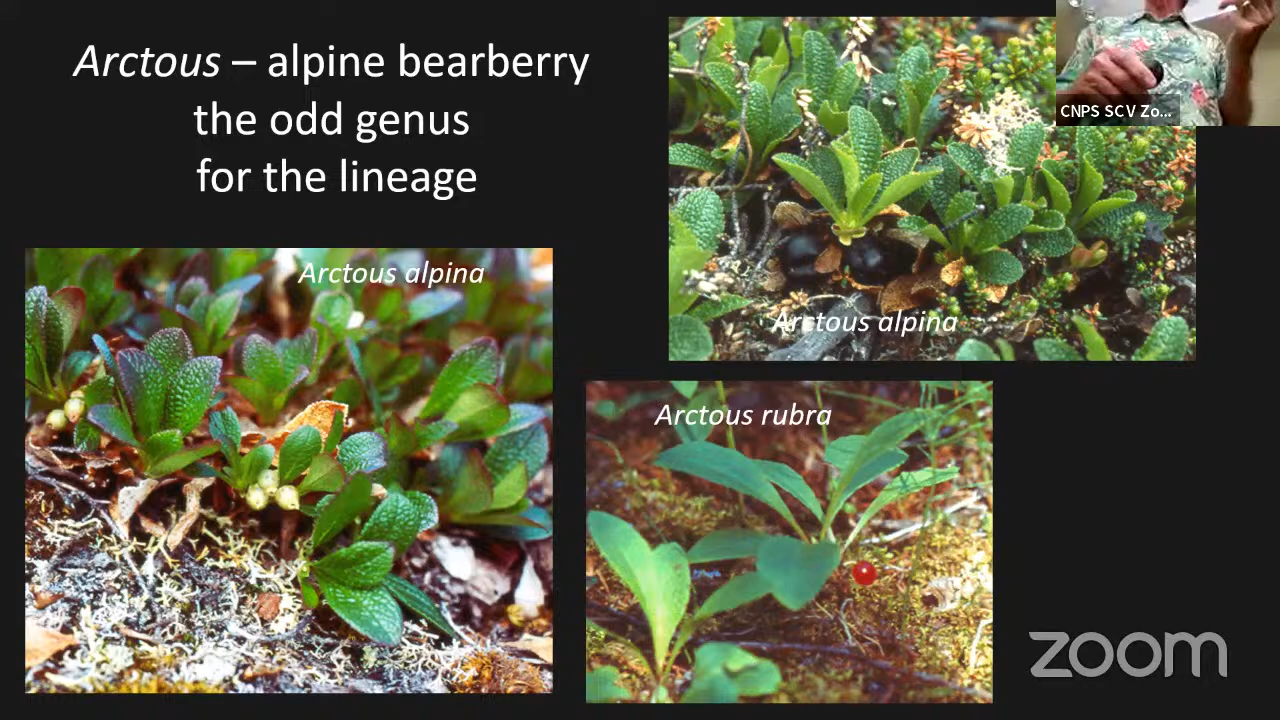 Arctous – alpine bearberry
the odd genus
for the lineage
CNPS SCV Zo...
Arctous alpina
Arctous alpina
Arctous rubra
zoom